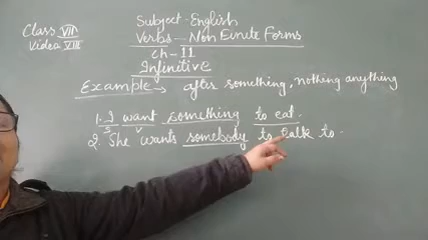 Class VII
Video VIII
Subject-English
Verbs-Non Finite Forms
Ch-11
Infinitive
Example → after something, nothing anything
1. I want something to eat.
S V
2. She wants somebody to talk to.